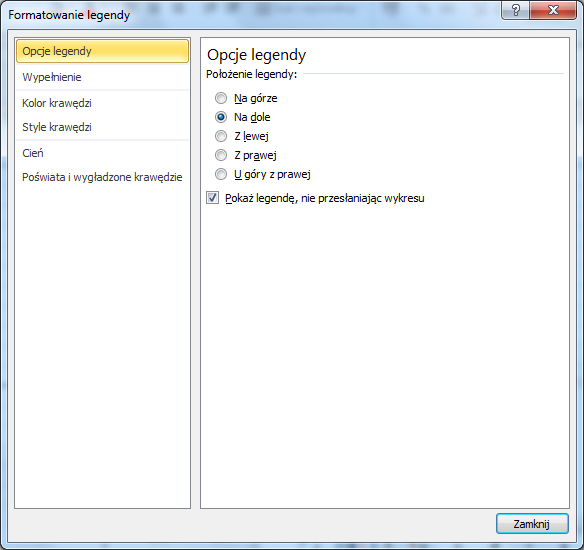 Formatowanie legendy
Opcje legendy
Wypełnienie
Kolor krawędzi
Style krawędzi
Cień
Poświata i wygładzone krawędzie
Opcje legendy
Położenie legendy:
Na górze
Na dole
Z lewej
Z prawej
U góry z prawej
Pokaż legendę, nie przesłaniając wykresu
Zamknij